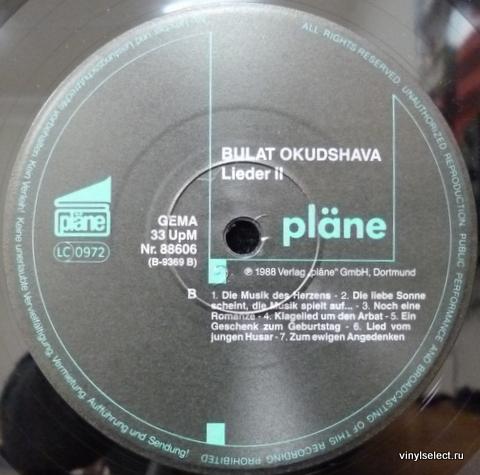 ALL RIGHTS RESERVED UNAUTHORIZED REPRODUCTION PUBLIC PERFORMANCE AND BROADCASTING OF THIS RECORDING PROHIBITED
BULAT OKUDSHAVA
Lieder II
pläne
LC 0972
GEMA
33 UpM
Nr. 88606
(B-9369 B)
pläne
℗ 1988 Verlag „pläne" GmbH, Dortmund
B
1. Die Musik des Herzens - 2. Die liebe Sonne
scheint, die Musik spielt auf... - 3. Noch eine
Romanze - 4. Klagelied um den Arbat - 5. Ein
Geschenk zum Geburtstag - 6. Lied vom
jungen Husar - 7. Zum ewigen Angedenken
und Leistungsschutzrechte vorbehalten Kein Verleih! Keine unerlaubte Vervielfältigung, Vermietung, Aufführung und Sendung!
vinylselect.ru